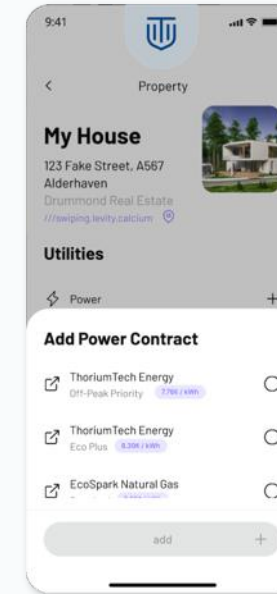 9:41
Property
My House
123 Fake Street, A567
Alderhaven
Drummond Real Estate
///swiping.levity.calcium
Utilities
Power
Add Power Contract
ThoriumTech Energy
Off-Peak Priority
ThoriumTech Energy
Eco Plus
EcoSpark Natural Gas
add